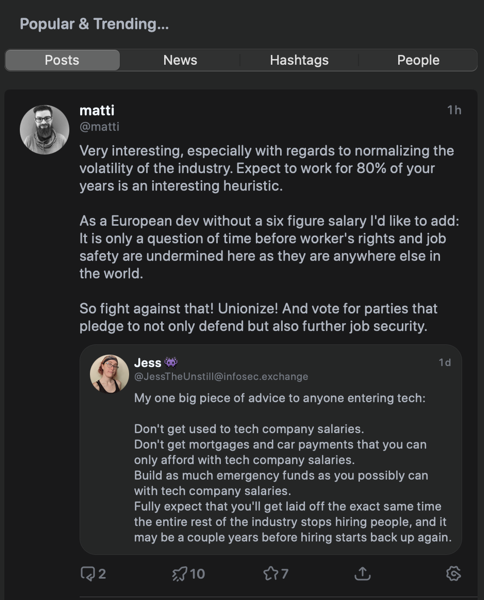 Popular & Trending...
Posts
News
Hashtags
People
matti
1h
@matti
Very interesting, especially with regards to normalizing the
volatility of the industry. Expect to work for 80% of your
years is an interesting heuristic.
As a European dev without a six figure salary I'd like to add:
It is only a question of time before worker's rights and job
safety are undermined here as they are anywhere else in
the world.
So fight against that! Unionize! And vote for parties that
pledge to not only defend but also further job security.
Jess 👾
1d
@JessTheUnstill@infosec.exchange
My one big piece of advice to anyone entering tech:
Don't get used to tech company salaries.
Don't get mortgages and car payments that you can
only afford with tech company salaries.
Build as much emergency funds as you possibly can
with tech company salaries.
Fully expect that you'll get laid off the exact same time
the entire rest of the industry stops hiring people, and it
may be a couple years before hiring starts back up again.
2
10
7